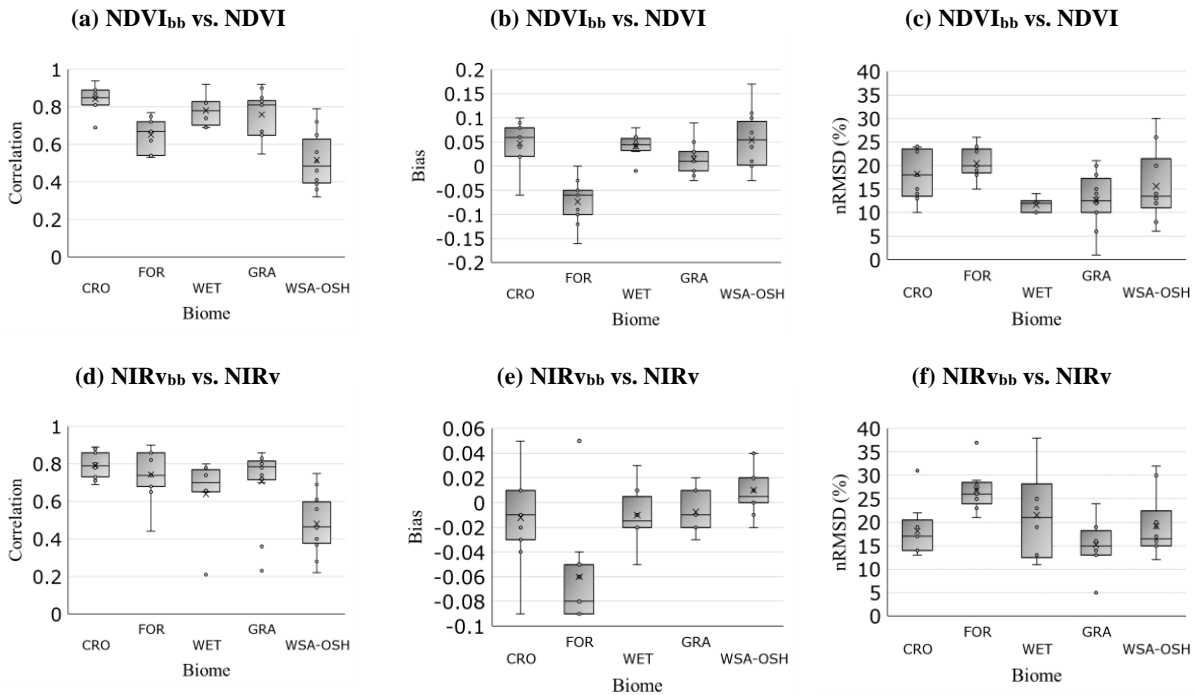 (a) NDVIbb vs. NDVI
1
0.8
0.6
0.4
0.2
0
Correlation
CRO
FOR
WET
GRA
WSA-OSH
Biome
(b) NDVIbb vs. NDVI
0.2
0.15
0.1
0.05
0
-0.05
-0.1
-0.15
-0.2
Bias
CRO
FOR
WET
GRA
WSA-OSH
Biome
(c) NDVIbb vs. NDVI
40
35
30
25
20
15
10
5
0
nRMSD (%)
CRO
FOR
WET
GRA
WSA-OSH
Biome
(d) NIRvbb vs. NIRv
1
0.8
0.6
0.4
0.2
0
Correlation
CRO
FOR
WET
GRA
WSA-OSH
Biome
(e) NIRvbb vs. NIRv
0.06
0.04
0.02
0
-0.02
-0.04
-0.06
-0.08
-0.1
Bias
CRO
FOR
WET
GRA
WSA-OSH
Biome
(f) NIRvbb vs. NIRv
40
35
30
25
20
15
10
5
0
nRMSD (%)
CRO
FOR
WET
GRA
WSA-OSH
Biome